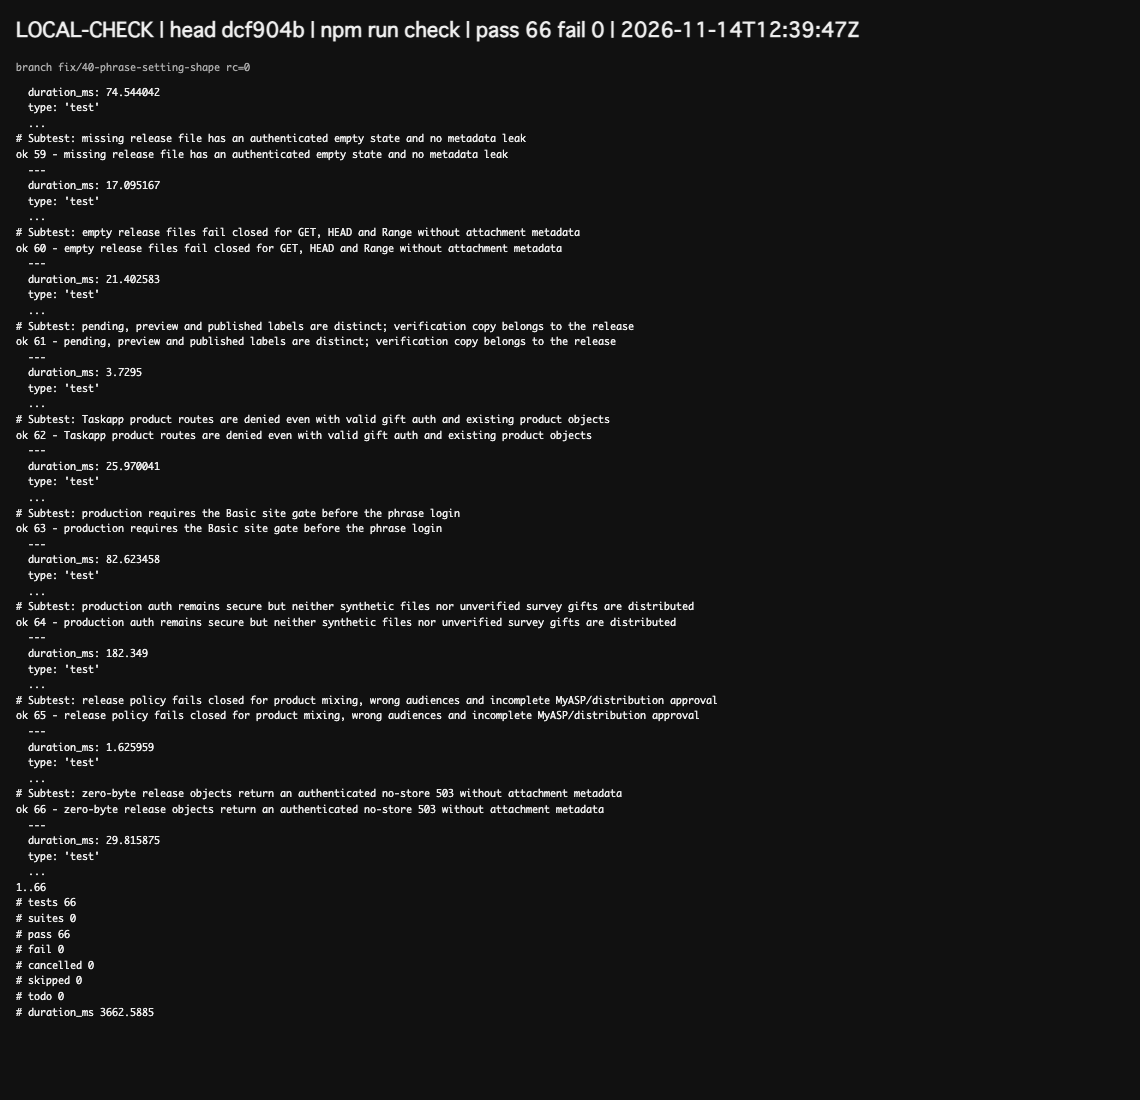 LOCAL-CHECK | head dcf904b | npm run check | pass 66 fail 0 | 2026-11-14T12:39:47Z
branch fix/40-phrase-setting-shape rc=0
duration_ms: 74.544042
type: 'test'
...
# Subtest: missing release file has an authenticated empty state and no metadata leak
ok 59 - missing release file has an authenticated empty state and no metadata leak
---
duration_ms: 17.095167
type: 'test'
...
# Subtest: empty release files fail closed for GET, HEAD and Range without attachment metadata
ok 60 - empty release files fail closed for GET, HEAD and Range without attachment metadata
---
duration_ms: 21.402583
type: 'test'
...
# Subtest: pending, preview and published labels are distinct; verification copy belongs to the release
ok 61 - pending, preview and published labels are distinct; verification copy belongs to the release
---
duration_ms: 3.7295
type: 'test'
...
# Subtest: Taskapp product routes are denied even with valid gift auth and existing product objects
ok 62 - Taskapp product routes are denied even with valid gift auth and existing product objects
---
duration_ms: 25.970041
type: 'test'
...
# Subtest: production requires the Basic site gate before the phrase login
ok 63 - production requires the Basic site gate before the phrase login
---
duration_ms: 82.623458
type: 'test'
...
# Subtest: production auth remains secure but neither synthetic files nor unverified survey gifts are distributed
ok 64 - production auth remains secure but neither synthetic files nor unverified survey gifts are distributed
---
duration_ms: 182.349
type: 'test'
...
# Subtest: release policy fails closed for product mixing, wrong audiences and incomplete MyASP/distribution approval
ok 65 - release policy fails closed for product mixing, wrong audiences and incomplete MyASP/distribution approval
---
duration_ms: 1.625959
type: 'test'
...
# Subtest: zero-byte release objects return an authenticated no-store 503 without attachment metadata
ok 66 - zero-byte release objects return an authenticated no-store 503 without attachment metadata
---
duration_ms: 29.815875
type: 'test'
...
1..66
# tests 66
# suites 0
# pass 66
# fail 0
# cancelled 0
# skipped 0
# todo 0
# duration_ms 3662.5885